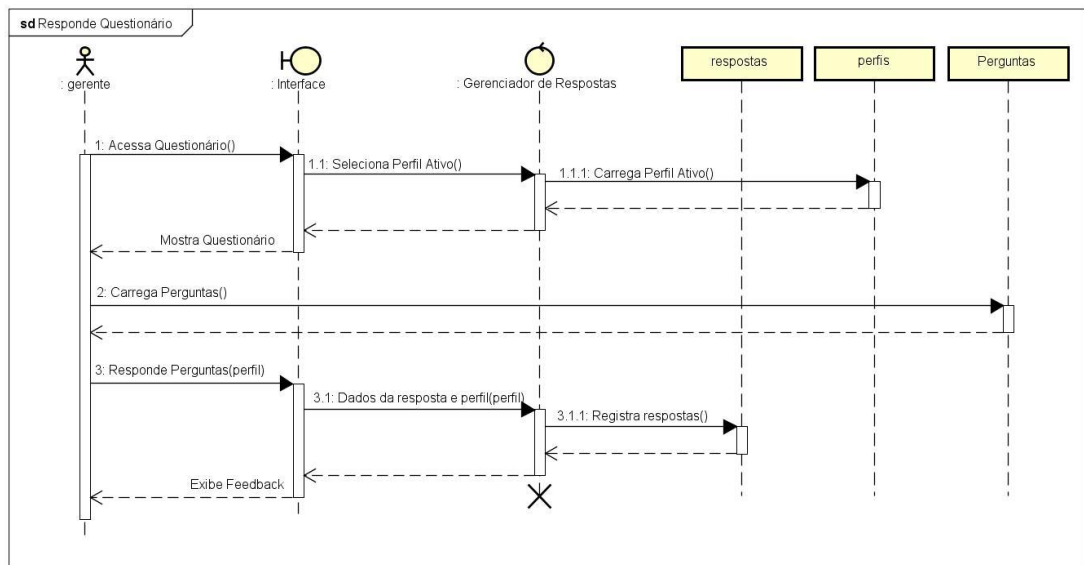 sd Responde Questionário
respostas
perfis
Perguntas
: gerente
: Interface
: Gerenciador de Respostas
1: Acessa Questionário()
1.1: Seleciona Perfil Ativo()
1.1.1: Carrega Perfil Ativo()
Mostra Questionário
2: Carrega Perguntas()
3: Responde Perguntas(perfil)
3.1: Dados da resposta e perfil(perfil)
3.1.1: Registra respostas()
Exibe Feedback